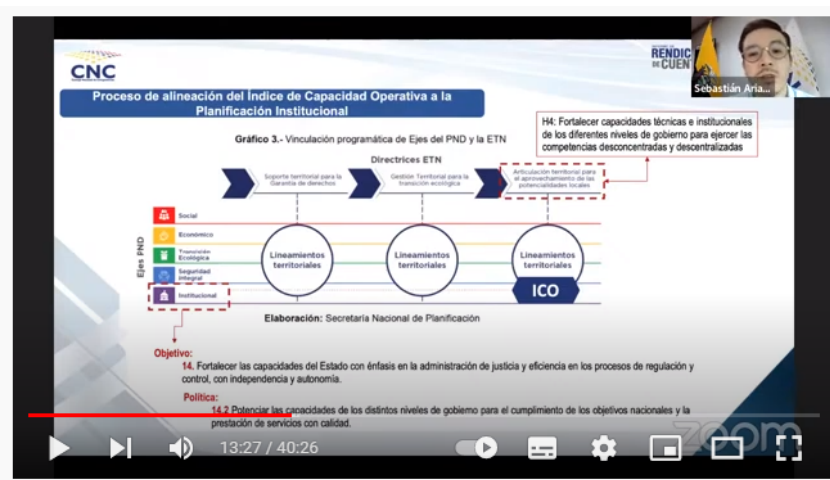 CNC
RENDIC
DE CUEN
Sebastián Aria...
Proceso de alineación del Índice de Capacidad Operativa a la
Planificación Institucional
H4: Fortalecer capacidades técnicas e institucionales
de los diferentes niveles de gobierno para ejercer las
competencias desconcentradas y descentralizadas
Gráfico 3.- Vinculación programática de Ejes del PND y la ETN
Directrices ETN
Soporte territorial para la
Garantía de derechos
Gestión Territorial para la
transición ecológica
Articulación territorial para
el aprovechamiento de las
potencialidades locales
Ejes PND
Social
Económico
Transición
Ecológica
Seguridad
Integral
Institucional
Lineamientos
territoriales
Lineamientos
territoriales
Lineamientos
territoriales
ICO
Elaboración: Secretaría Nacional de Planificación
Objetivo:
14. Fortalecer las capacidades del Estado con énfasis en la administración de justicia y eficiencia en los procesos de regulación y
control, con independencia y autonomía.
Política:
14.2 Potenciar las capacidades de los distintos niveles de gobierno para el cumplimiento de los objetivos nacionales y la
prestación de servicios con calidad.
zoom
13:27 / 40:26